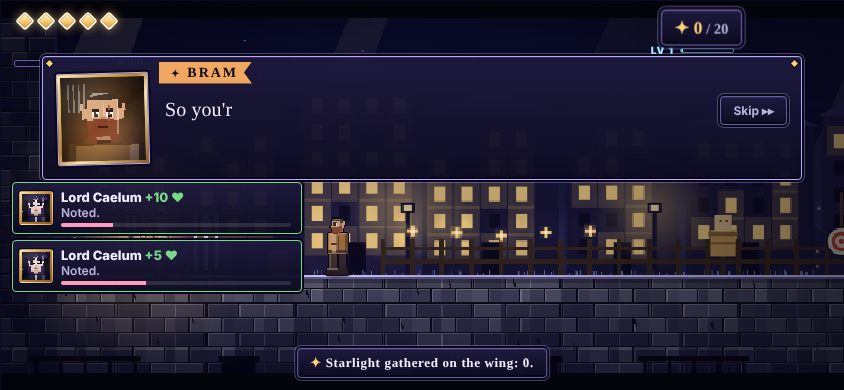 ✦ 0 / 20
LV 1
✦ BRAM
So you'r
Skip ▸▸
Lord Caelum +10 ♥
Noted.
Lord Caelum +5 ♥
Noted.
✦ Starlight gathered on the wing: 0.